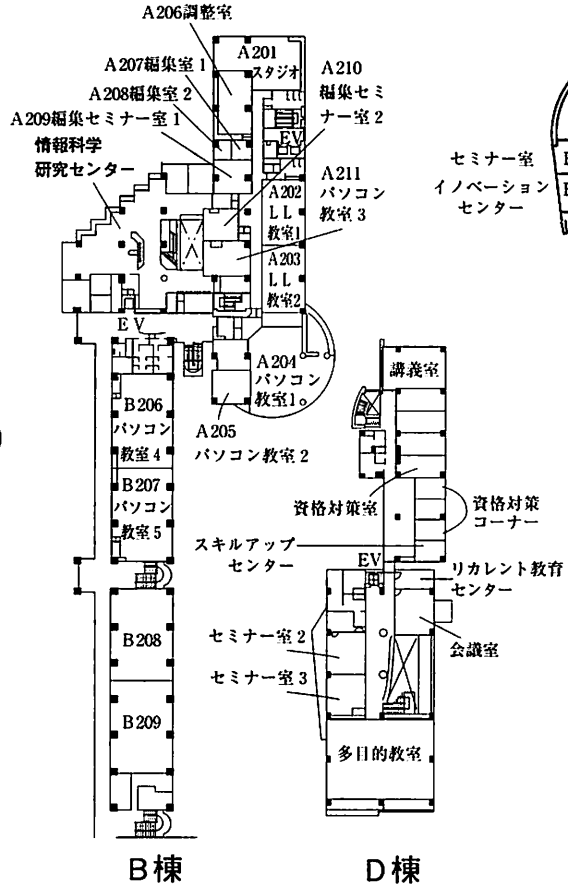 A206調整室
A201
スタジオ
A207編集室1
A208編集室2
A209編集セミナー室1
情報科学
研究センター
A210
編集セミ
ナー室2
EV
A211
パソコン
教室3
A202
LL
教室1
A203
LL
教室2
EV
A204
パソコン
教室1
A205
パソコン教室2
B206
パソコン
教室4
B207
パソコン
教室5
B208
B209
B棟
セミナー室
イノベーション
センター
講義室
資格対策室
資格対策
コーナー
スキルアップ
センター
EV
リカレント教育
センター
会議室
セミナー室2
セミナー室3
多目的教室
D棟